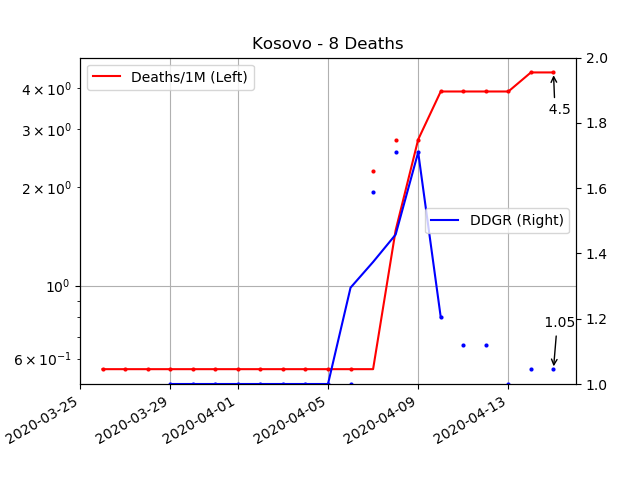 Kosovo - 8 Deaths
Deaths/1M (Left)
DDGR (Right)
4 × 10⁰
3 × 10⁰
2 × 10⁰
10⁰
6 × 10⁻¹
2.0
1.8
1.6
1.4
1.2
1.0
4.5
1.05
2020-03-25
2020-03-29
2020-04-01
2020-04-05
2020-04-09
2020-04-13